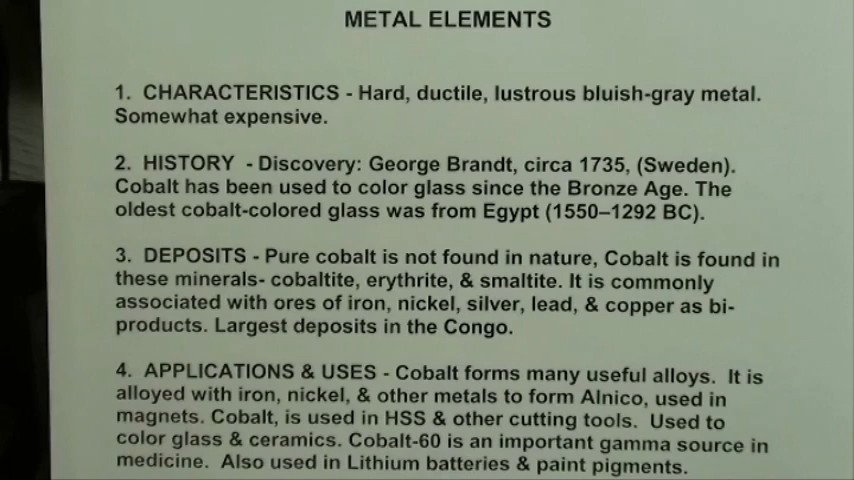 METAL ELEMENTS
1. CHARACTERISTICS - Hard, ductile, lustrous bluish-gray metal.
Somewhat expensive.
2. HISTORY - Discovery: George Brandt, circa 1735, (Sweden).
Cobalt has been used to color glass since the Bronze Age. The
oldest cobalt-colored glass was from Egypt (1550–1292 BC).
3. DEPOSITS - Pure cobalt is not found in nature, Cobalt is found in
these minerals- cobaltite, erythrite, & smaltite. It is commonly
associated with ores of iron, nickel, silver, lead, & copper as bi-
products. Largest deposits in the Congo.
4. APPLICATIONS & USES - Cobalt forms many useful alloys. It is
alloyed with iron, nickel, & other metals to form Alnico, used in
magnets. Cobalt, is used in HSS & other cutting tools. Used to
color glass & ceramics. Cobalt-60 is an important gamma source in
medicine. Also used in Lithium batteries & paint pigments.